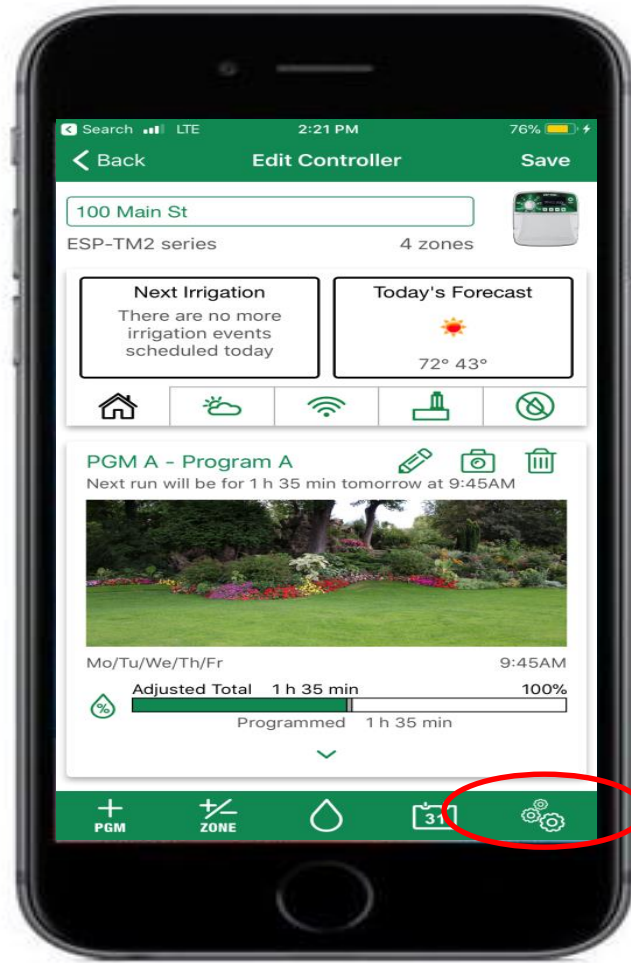 Search LTE 2:21 PM 76%
Back Edit Controller Save
100 Main St
ESP-TM2 series 4 zones
Next Irrigation
There are no more
irrigation events
scheduled today
Today's Forecast
72° 43°
PGM A - Program A
Next run will be for 1 h 35 min tomorrow at 9:45AM
Mo/Tu/We/Th/Fr 9:45AM
Adjusted Total 1 h 35 min 100%
%
Programmed 1 h 35 min
+ PGM +/- ZONE 31